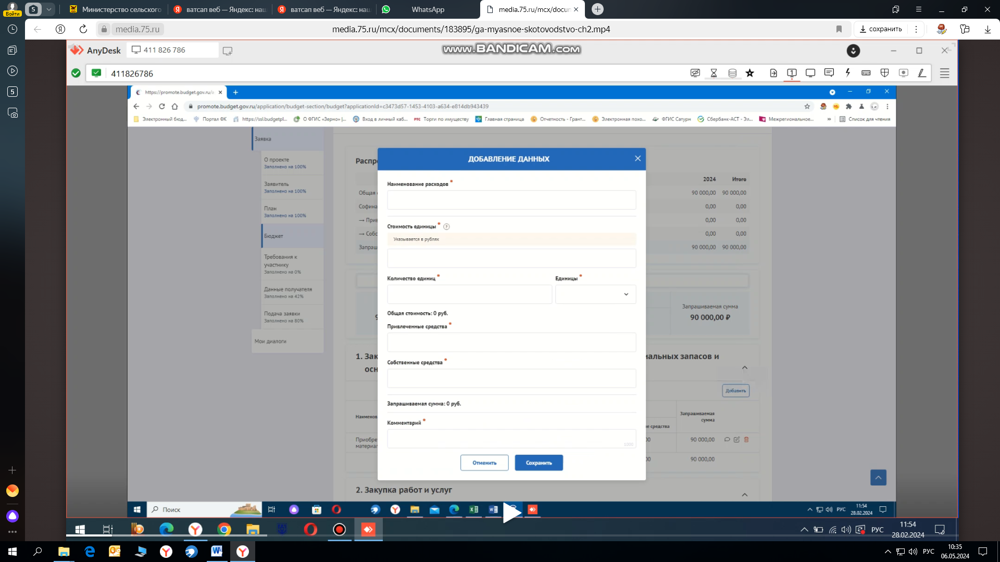 Войти
5
Министерство сельского
ватсап веб — Яндекс: наш
ватсап веб — Яндекс: наш
WhatsApp
media.75.ru/mcx/docum
media.75.ru
media.75.ru/mcx/documents/183895/ga-myasnoe-skotovodstvo-ch2.mp4
сохранить
5
AnyDesk
411 826 786
www.BANDICAM.com
411826786
1
https://promote.budget.gov.ru/a
promote.budget.gov.ru/application/budget-section/budget?applicationId=c3473d57-1453-4103-a634-e814db943439
Электронный бюд...
Портал ФК
https://ssl.budgetpl...
О ФГИС «Зерно» |...
Вход в личный каб...
РТС Торги по имуществу
Главная страница
Отчетность - Грант...
Электронная похо...
ФГИС Сатурн
Сбербанк-АСТ - Эл...
Межрегиональное...
»
Список для чтения
Заявка
О проекте
Заполнено на 100%
Заявитель
Заполнено на 100%
План
Заполнено на 100%
Бюджет
Требования к
участнику
Заполнено на 0%
Данные получателя
Заполнено на 42%
Подача заявки
Заполнено на 80%
Мои диалоги
Распр
2024 Итого
Общая
90 000,00 90 000,00
Софина
0,00 0,00
→ Прив
0,00 0,00
→ Собс
0,00 0,00
Запраш
90 000,00 90 000,00
Запрашиваемая сумма
90 000,00 ₽
1. Зак
иальных запасов и
осн
Добавить
Наименов
е средства
Запрашиваемая
сумма
Приобре
материал
00
90 000,00
00
90 000,00
2. Закупка работ и услуг
ДОБАВЛЕНИЕ ДАННЫХ
Наименование расходов *
Стоимость единицы * ?
Указывается в рублях
Количество единиц *
Единицы *
Общая стоимость: 0 руб.
Привлеченные средства *
Собственные средства *
Запрашиваемая сумма: 0 руб.
Комментарий *
1000
Отменить
Сохранить
Поиск
РУС
11:54
28.02.2024
РУС
11:54
28.02.2024
РУС
10:35
06.05.2024